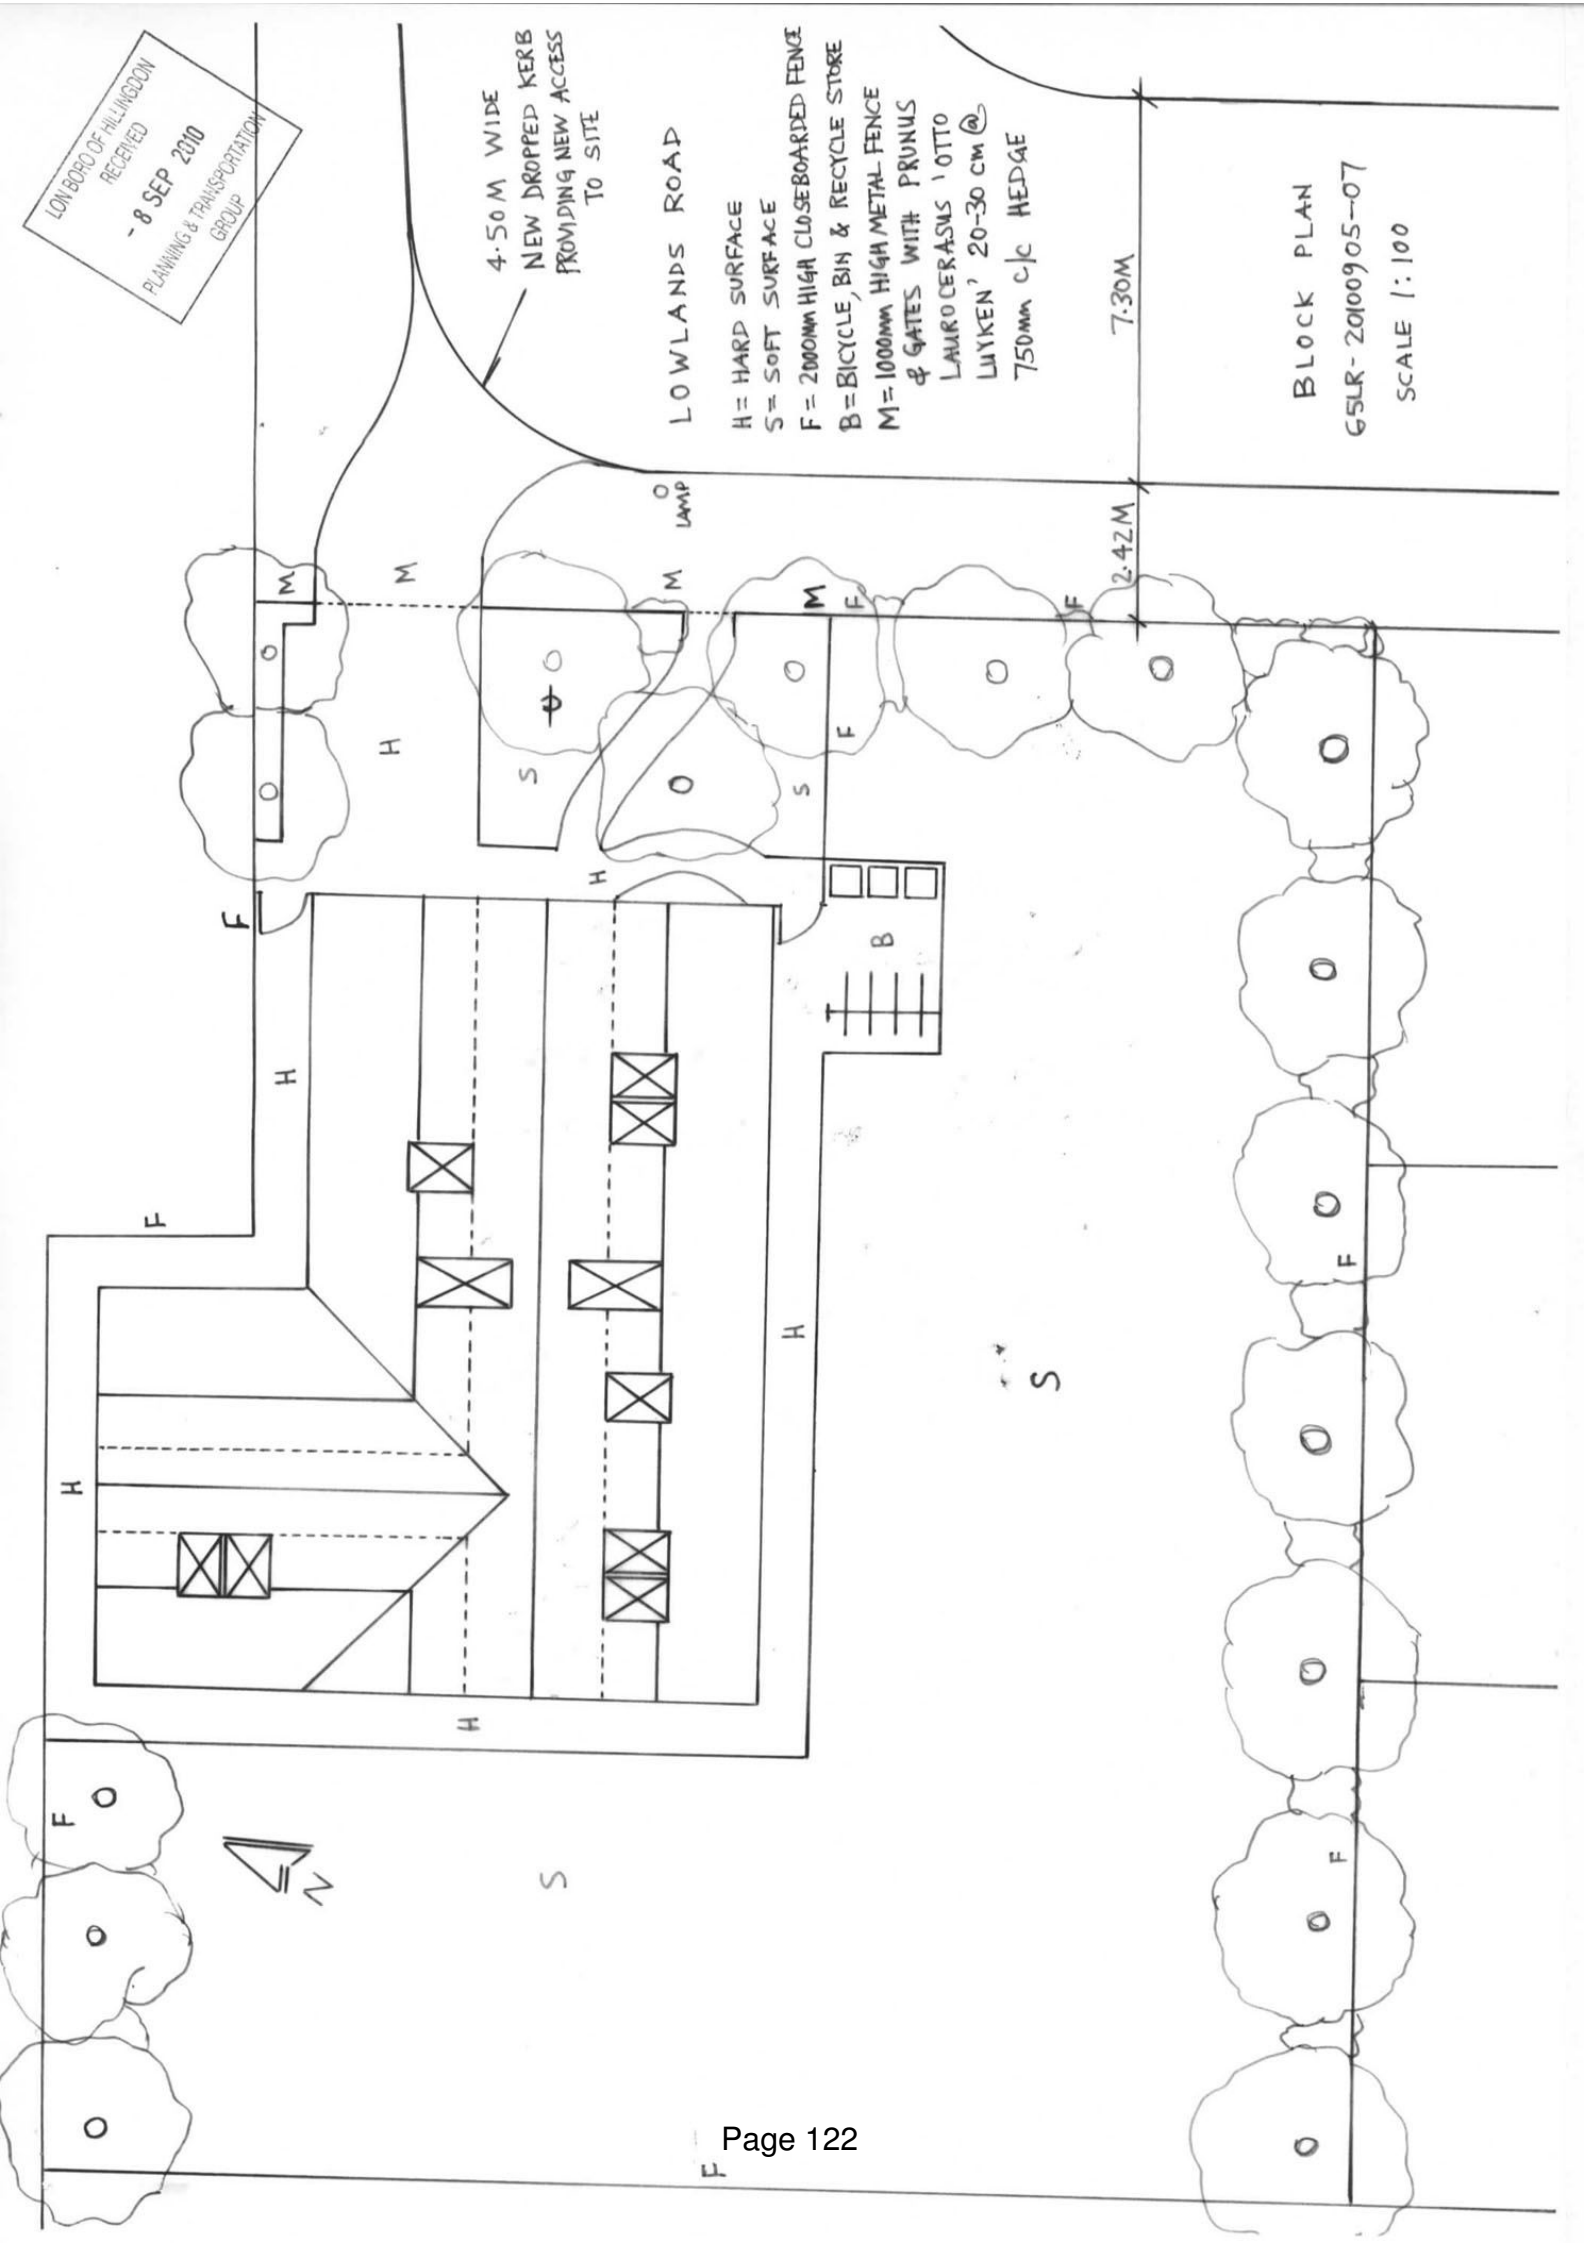 LON BORO OF HILLINGDON
RECEIVED
- 8 SEP 2010
PLANNING & TRANSPORTATION
GROUP
4.50M WIDE
NEW DROPPED KERB
PROVIDING NEW ACCESS
TO SITE
LOWLANDS ROAD
H = HARD SURFACE
S = SOFT SURFACE
F = 2000MM HIGH CLOSEBOARDED FENCE
B = BICYCLE, BIN & RECYCLE STORE
M = 1000MM HIGH METAL FENCE
& GATES WITH PRUNUS
LAUROCERASUS 'OTTO
LUYKEN' 20-30 cm @
750mm c/c HEDGE
7.30M
2.42M
BLOCK PLAN
65LR-20100905-07
SCALE 1:100
LAMP
M
M
M
M
F
F
F
H
S
S
H
F
B
H
F
H
H
H
F
F
S
S
N
F
F
F
Page 122